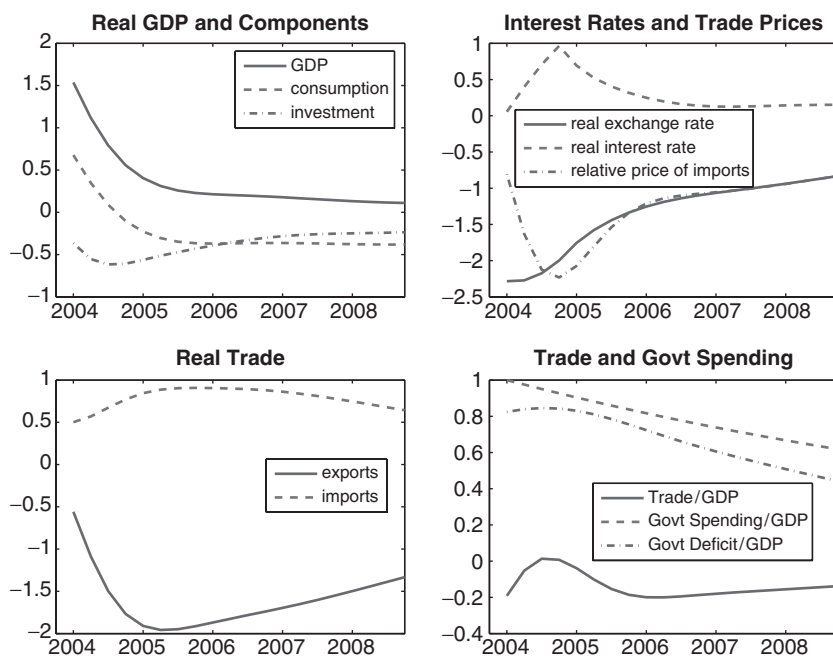 Real GDP and Components
2
1.5
1
0.5
0
−0.5
−1
GDP
consumption
investment
2004 2005 2006 2007 2008
Interest Rates and Trade Prices
1
0.5
0
−0.5
−1
−1.5
−2
−2.5
real exchange rate
real interest rate
relative price of imports
2004 2005 2006 2007 2008
Real Trade
1
0.5
0
−0.5
−1
−1.5
−2
exports
imports
2004 2005 2006 2007 2008
Trade and Govt Spending
1
0.8
0.6
0.4
0.2
0
−0.2
−0.4
Trade/GDP
Govt Spending/GDP
Govt Deficit/GDP
2004 2005 2006 2007 2008